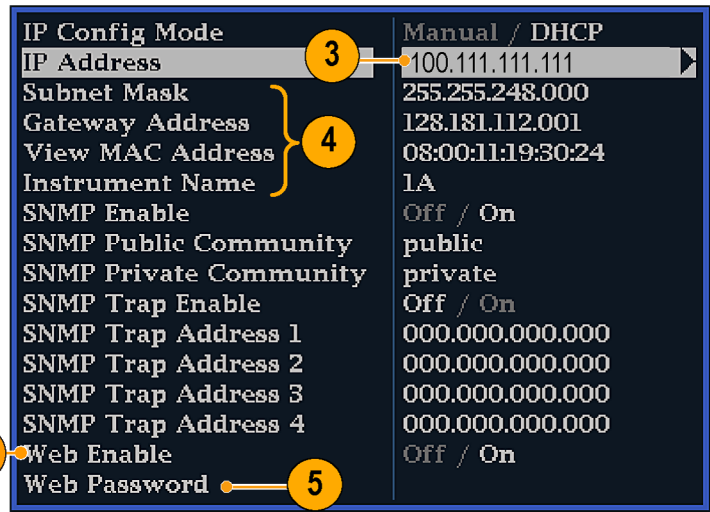 IP Config Mode Manual / DHCP
IP Address 3 100.111.111.111
Subnet Mask 255.255.248.000
Gateway Address 128.181.112.001
View MAC Address 4 08:00:11:19:30:24
Instrument Name 1A
SNMP Enable Off / On
SNMP Public Community public
SNMP Private Community private
SNMP Trap Enable Off / On
SNMP Trap Address 1 000.000.000.000
SNMP Trap Address 2 000.000.000.000
SNMP Trap Address 3 000.000.000.000
SNMP Trap Address 4 000.000.000.000
Web Enable Off / On
Web Password 5